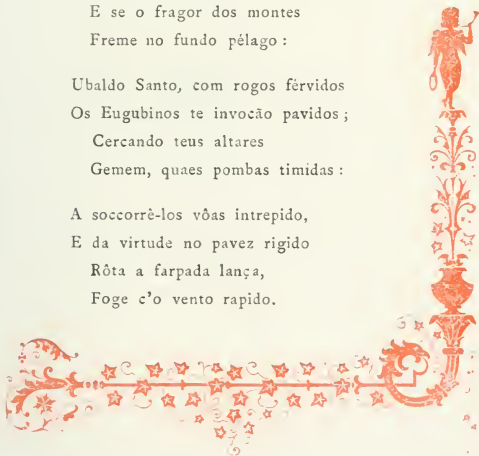 E se o fragor dos montes
Freme no fundo pélago :
Ubaldo Santo, com rogos férvidos
Os Eugubinos te invocão pavidos ;
Cercando teus altares
Gemem, quaes pombas timidas :
A soccorrê-los vôas intrepido,
E da virtude no pavez rigido
Rôta a farpada lança,
Foge c'o vento rapido.